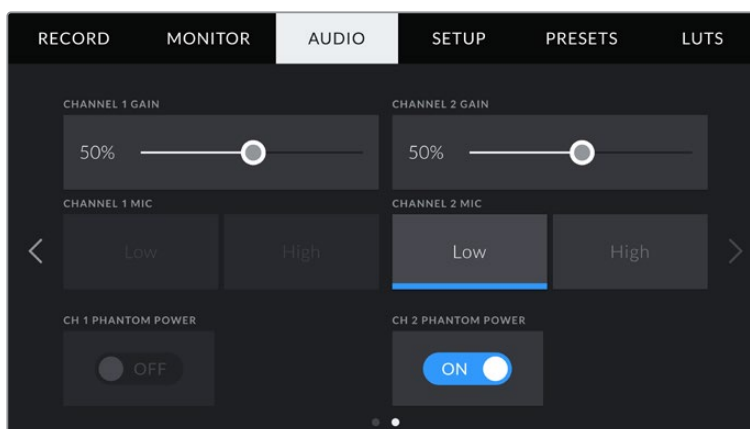 RECORD MONITOR AUDIO SETUP PRESETS LUTS
CHANNEL 1 GAIN CHANNEL 2 GAIN
50% 50%
CHANNEL 1 MIC CHANNEL 2 MIC
Low High Low High
CH 1 PHANTOM POWER CH 2 PHANTOM POWER
OFF ON